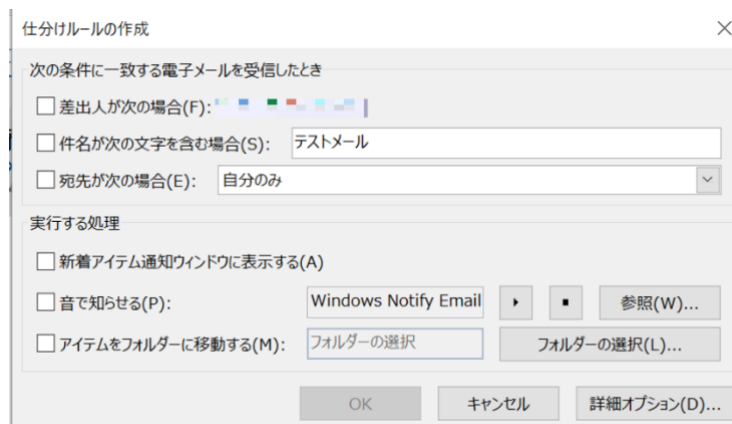 仕分けルールの作成
次の条件に一致する電子メールを受信したとき
差出人が次の場合(F):
件名が次の文字を含む場合(S): テストメール
宛先が次の場合(E): 自分のみ
実行する処理
新着アイテム通知ウィンドウに表示する(A)
音で知らせる(P): Windows Notify Email 参照(W)...
アイテムをフォルダーに移動する(M): フォルダーの選択 フォルダーの選択(L)...
OK キャンセル 詳細オプション(D)...